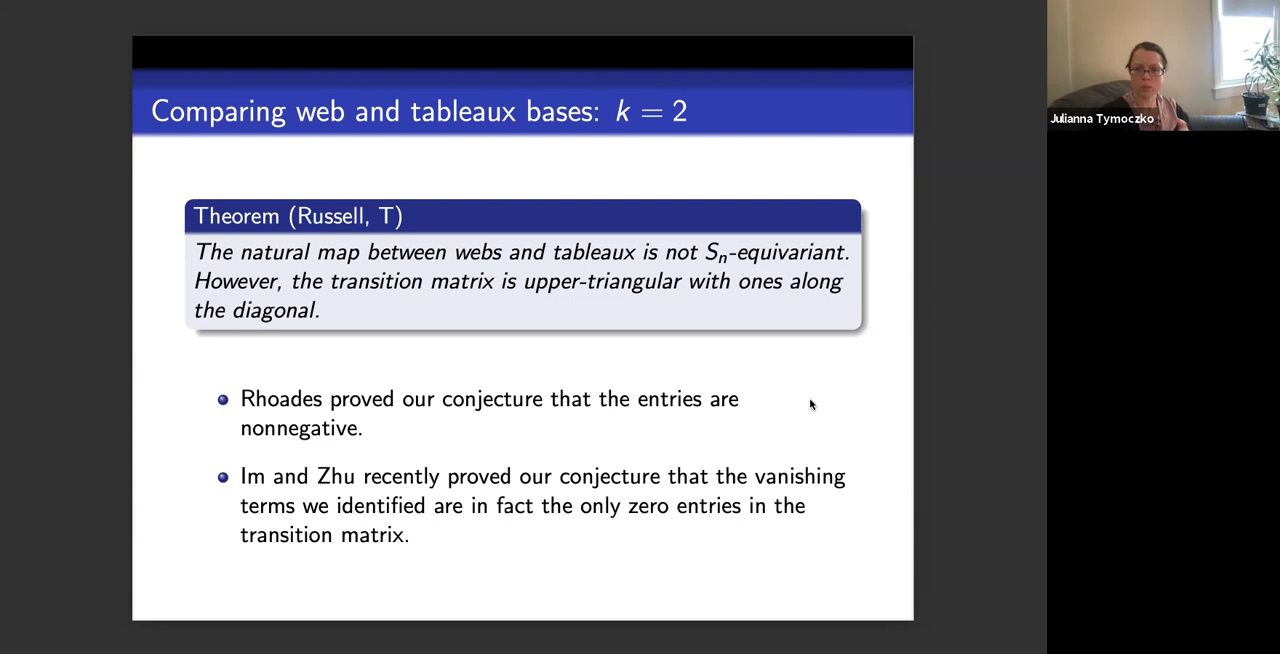 Comparing web and tableaux bases: k = 2
Theorem (Russell, T)
The natural map between webs and tableaux is not Sₙ-equivariant.
However, the transition matrix is upper-triangular with ones along
the diagonal.
Rhoades proved our conjecture that the entries are
nonnegative.
Im and Zhu recently proved our conjecture that the vanishing
terms we identified are in fact the only zero entries in the
transition matrix.
Julianna Tymoczko